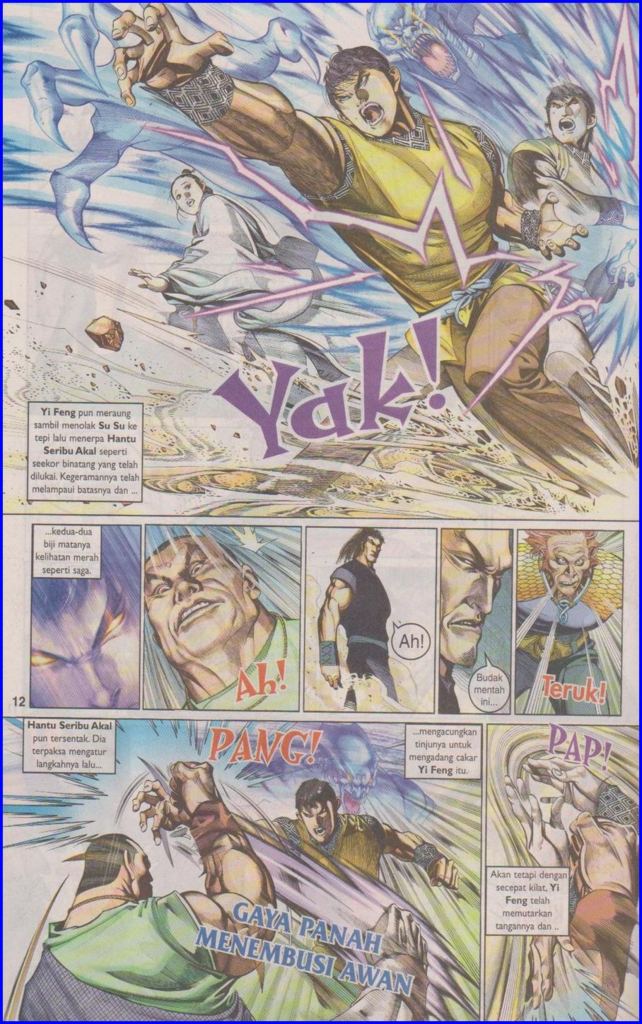 Yak!
Yi Feng pun meraung
sambil menolak Su Su ke
tepi lalu menerpa Hantu
Seribu Akal seperti
seekor binatang yang telah
dilukai. Kegeramannya telah
melampaui batasnya dan ...
...kedua-dua
biji matanya
kelihatan merah
seperti saga.
Ah!
Ah!
Budak
mentah
ini...
Teruk!
12
Hantu Seribu Akal
pun tersentak. Dia
terpaksa mengatur
langkahnya lalu...
PANG!
...mengacungkan
tinjunya untuk
mengadang cakar
Yi Feng itu.
GAYA PANAH
MENEMBUSI AWAN
PAP!
Akan tetapi dengan
secepat kilat, Yi
Feng telah
memutarkan
tangannya dan ..